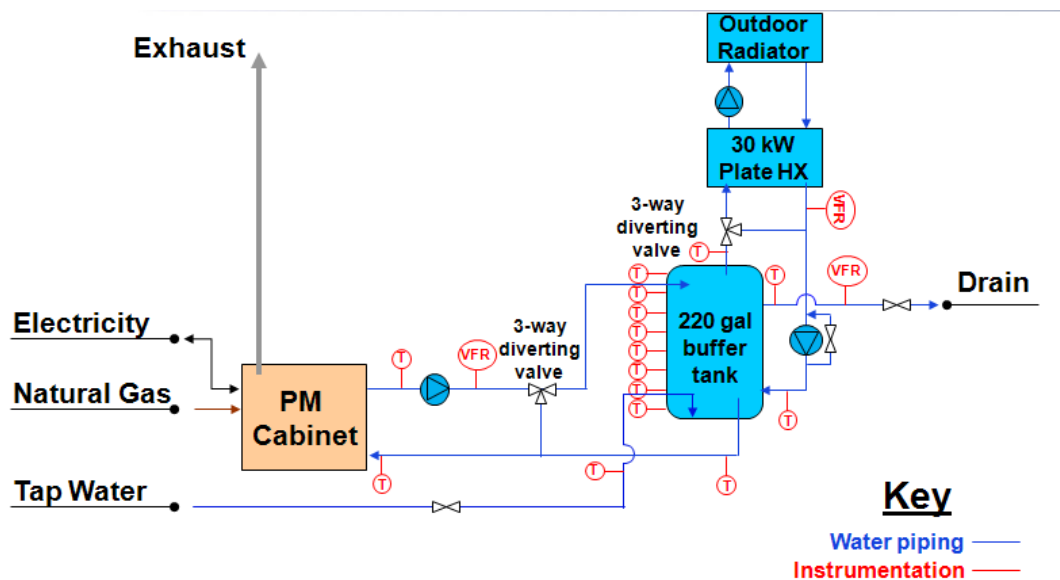 Outdoor
Radiator
Exhaust
30 kW
Plate HX
VFR
3-way
diverting
valve
T
T
T
T
T
T
T
T
T
T
T
VFR
Drain
220 gal
buffer
tank
Electricity
3-way
diverting
valve
T
VFR
Natural Gas
PM
Cabinet
T
T
T
T
Tap Water
Key
Water piping
Instrumentation